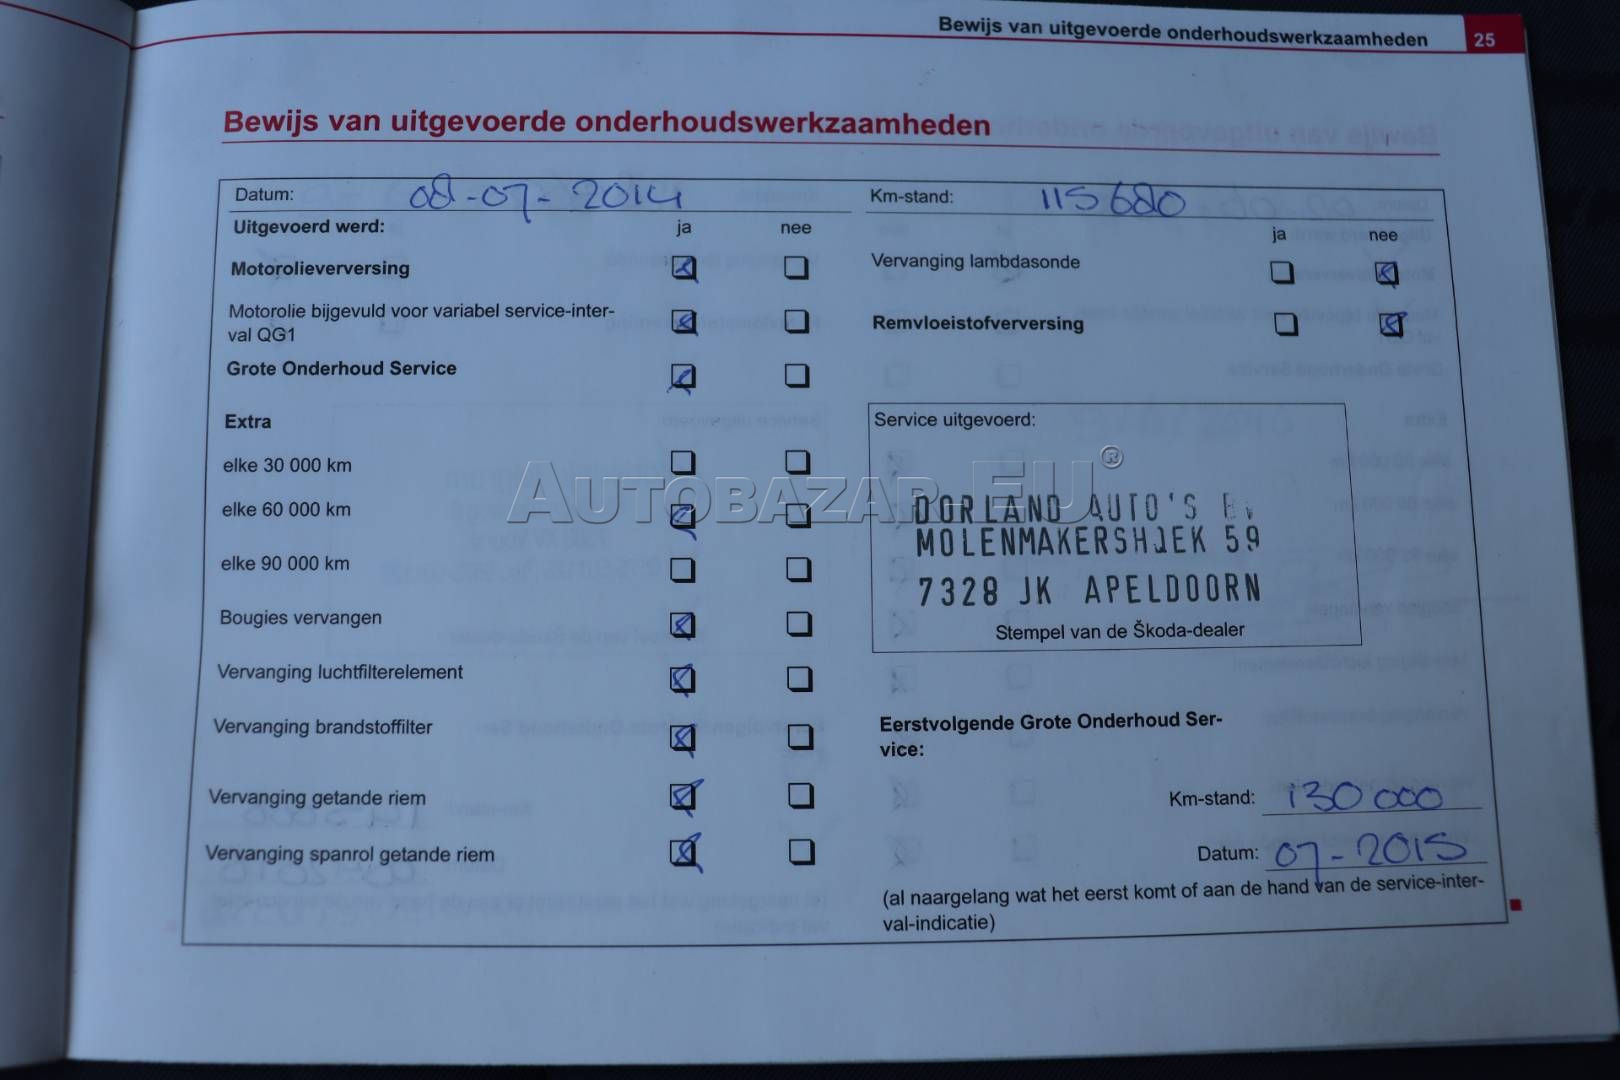 Bewijs van uitgevoerde onderhoudswerkzaamheden 25
Bewijs van uitgevoerde onderhoudswerkzaamheden
Datum: 08-07-2014
Km-stand: 115680
Uitgevoerd werd: ja nee
ja nee
Motorolieverversing
Vervanging lambdasonde
Motorolie bijgevuld voor variabel service-inter-
val QG1
Remvloeistofverversing
Grote Onderhoud Service
Extra
Service uitgevoerd:
elke 30 000 km
AUTOBAZAR-EU®
elke 60 000 km
DORLAND AUTO'S
MOLENMAKERSHOEK 59
elke 90 000 km
7328 JK APELDOORN
Bougies vervangen
Stempel van de Škoda-dealer
Vervanging luchtfilterelement
Vervanging brandstoffilter
Eerstvolgende Grote Onderhoud Ser-
vice:
Vervanging getande riem
Km-stand: 130 000
Vervanging spanrol getande riem
Datum: 07-2015
(al naargelang wat het eerst komt of aan de hand van de service-inter-
val-indicatie)